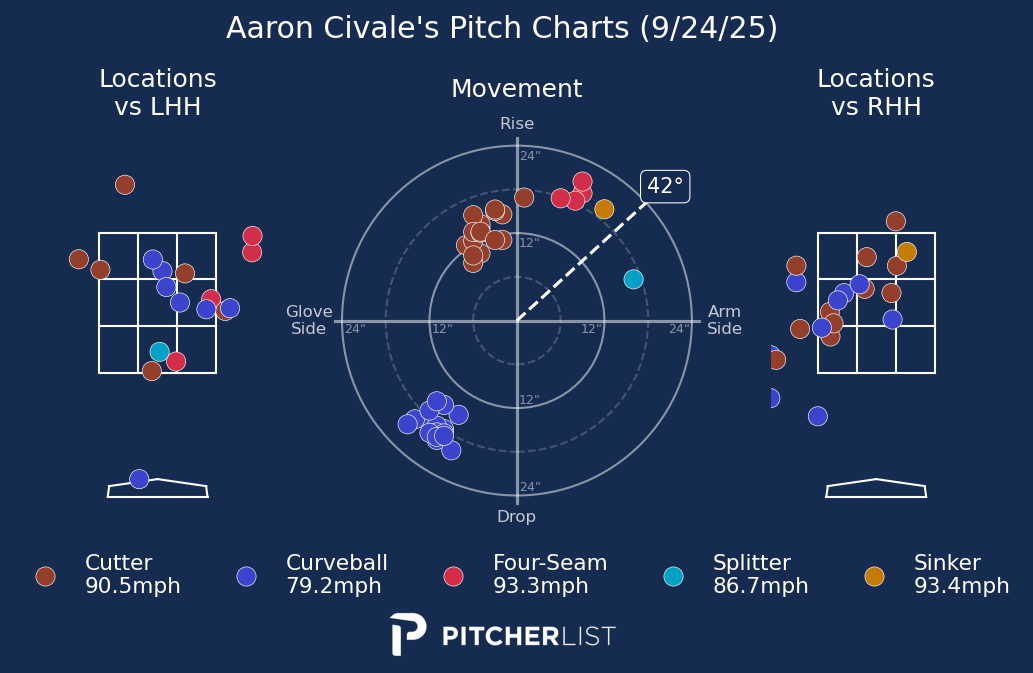 Aaron Civale's Pitch Charts (9/24/25)
Locations
vs LHH
Movement
Locations
vs RHH
Rise
24"
42°
12"
Glove
Side
24"
12"
12"
24"
Arm
Side
12"
24"
Drop
Cutter
90.5mph
Curveball
79.2mph
Four-Seam
93.3mph
Splitter
86.7mph
Sinker
93.4mph
PITCHERLIST